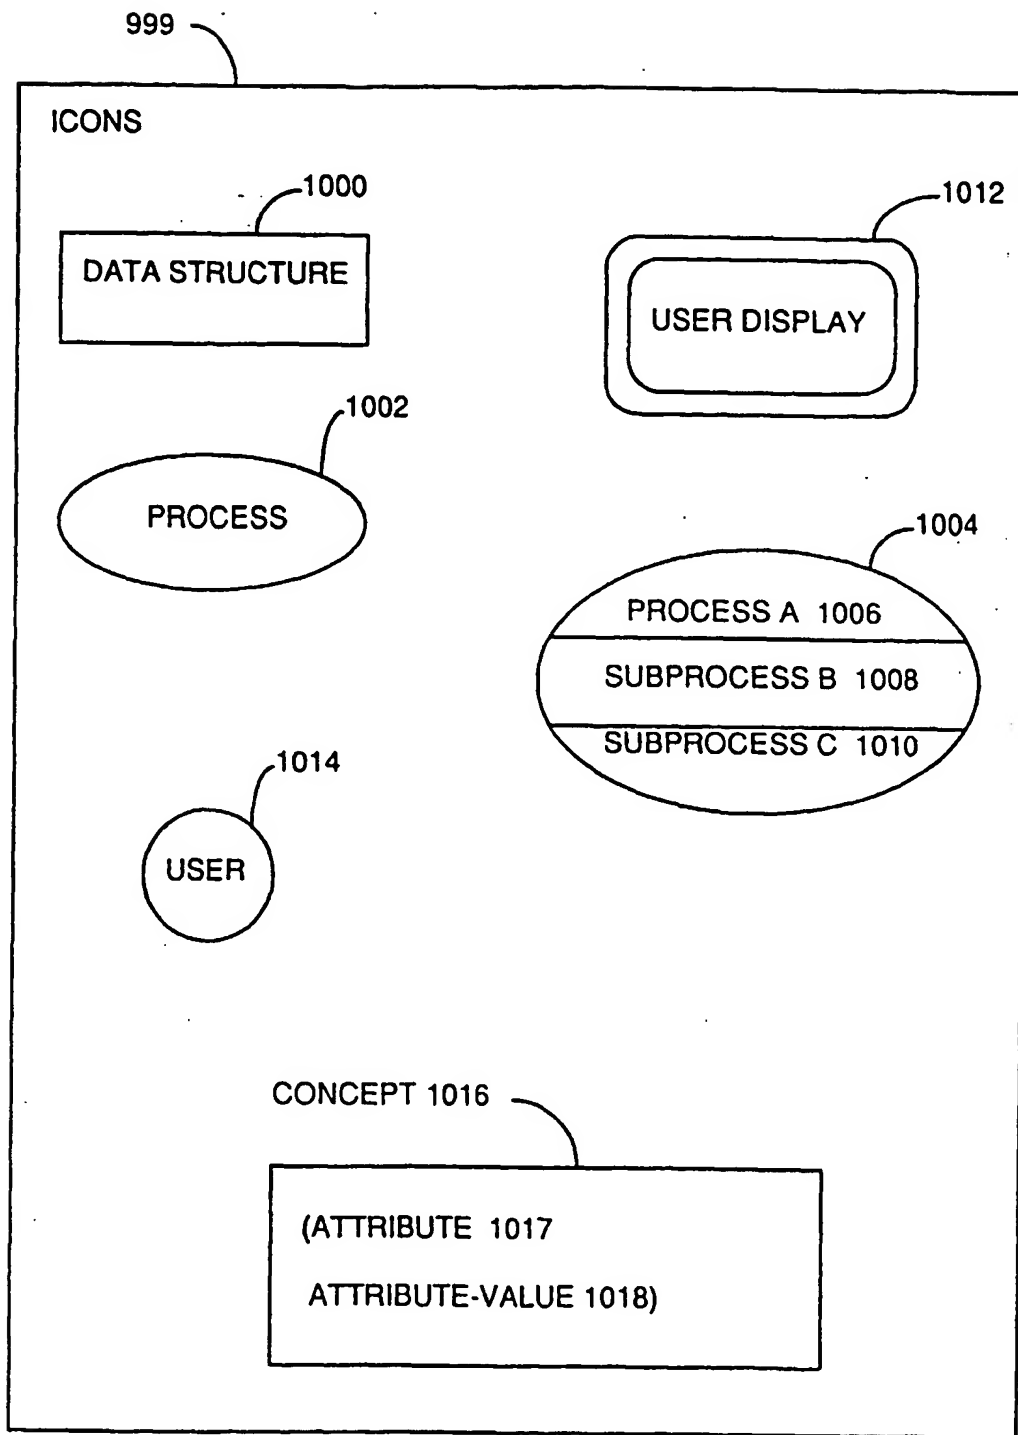 999
ICONS
1000
DATA STRUCTURE
1012
USER DISPLAY
1002
PROCESS
1004
PROCESS A 1006
SUBPROCESS B 1008
SUBPROCESS C 1010
1014
USER
CONCEPT 1016
(ATTRIBUTE 1017
ATTRIBUTE-VALUE 1018)